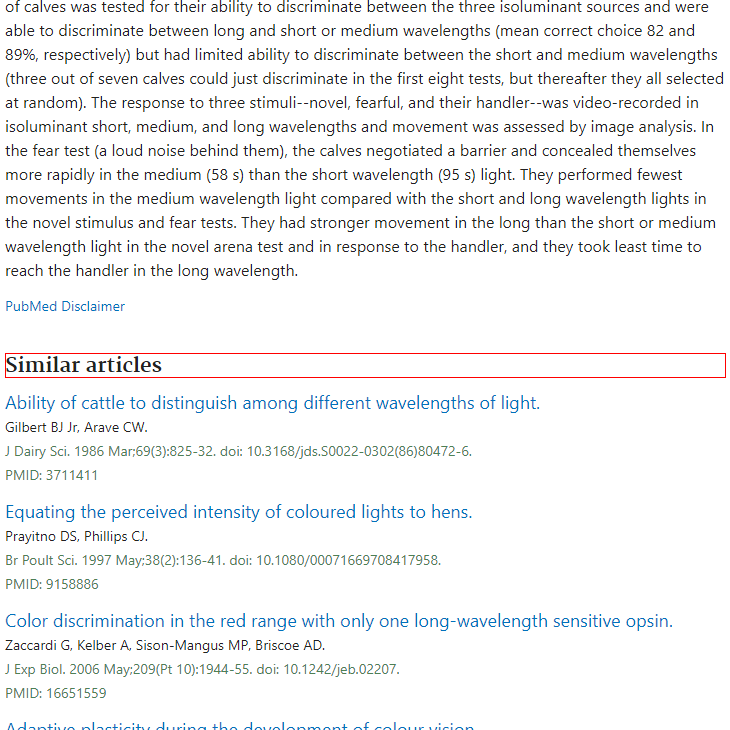 of calves was tested for their ability to discriminate between the three isoluminant sources and were
able to discriminate between long and short or medium wavelengths (mean correct choice 82 and
89%, respectively) but had limited ability to discriminate between the short and medium wavelengths
(three out of seven calves could just discriminate in the first eight tests, but thereafter they all selected
at random). The response to three stimuli--novel, fearful, and their handler--was video-recorded in
isoluminant short, medium, and long wavelengths and movement was assessed by image analysis. In
the fear test (a loud noise behind them), the calves negotiated a barrier and concealed themselves
more rapidly in the medium (58 s) than the short wavelength (95 s) light. They performed fewest
movements in the medium wavelength light compared with the short and long wavelength lights in
the novel stimulus and fear tests. They had stronger movement in the long than the short or medium
wavelength light in the novel arena test and in response to the handler, and they took least time to
reach the handler in the long wavelength.
PubMed Disclaimer
Similar articles
Ability of cattle to distinguish among different wavelengths of light.
Gilbert BJ Jr, Arave CW.
J Dairy Sci. 1986 Mar;69(3):825-32. doi: 10.3168/jds.S0022-0302(86)80472-6.
PMID: 3711411
Equating the perceived intensity of coloured lights to hens.
Prayitno DS, Phillips CJ.
Br Poult Sci. 1997 May;38(2):136-41. doi: 10.1080/00071669708417958.
PMID: 9158886
Color discrimination in the red range with only one long-wavelength sensitive opsin.
Zaccardi G, Kelber A, Sison-Mangus MP, Briscoe AD.
J Exp Biol. 2006 May;209(Pt 10):1944-55. doi: 10.1242/jeb.02207.
PMID: 16651559
Adaptive plasticity during the development of colour vision.